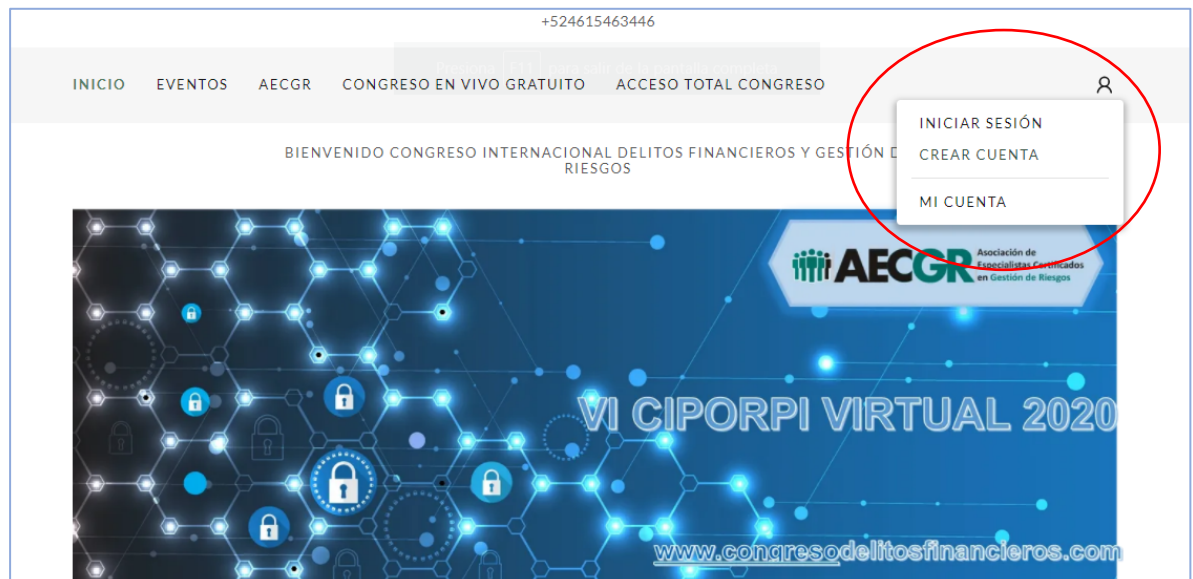 +524615463446
INICIO EVENTOS AECGR CONGRESO EN VIVO GRATUITO ACCESO TOTAL CONGRESO
INICIAR SESIÓN
CREAR CUENTA
MI CUENTA
BIENVENIDO CONGRESO INTERNACIONAL DELITOS FINANCIEROS Y GESTIÓN
RIESGOS
AECGR
Asociación de
Especialistas Certificados
en Gestión de Riesgos
VI CIPORPI VIRTUAL 2020
www.congresodelitosfinancieros.com